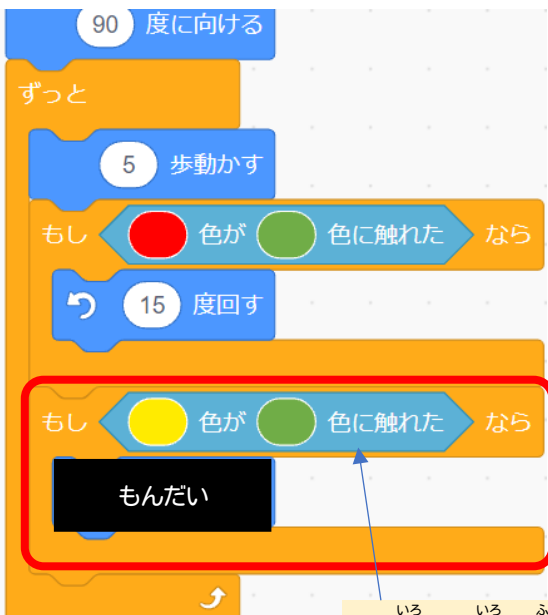 90 度に向ける
ずっと
5 歩動かす
もし 色が 色に触れた なら
15 度回す
もし 色が 色に触れた なら
もんだい
いろ いろ ふ